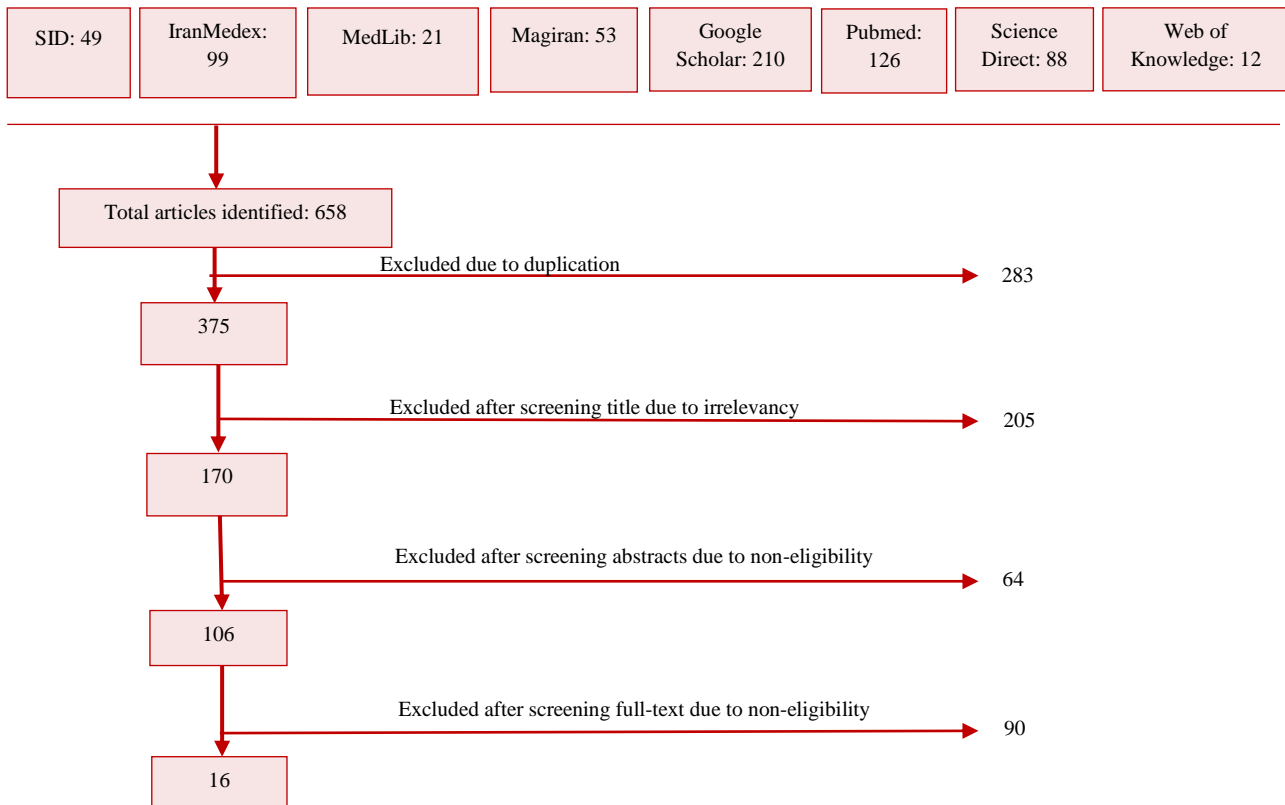 SID: 49
IranMedex:
99
MedLib: 21
Magiran: 53
Google
Scholar: 210
Pubmed:
126
Science
Direct: 88
Web of
Knowledge: 12
Total articles identified: 658
Excluded due to duplication
283
375
Excluded after screening title due to irrelevancy
205
170
Excluded after screening abstracts due to non-eligibility
64
106
Excluded after screening full-text due to non-eligibility
90
16